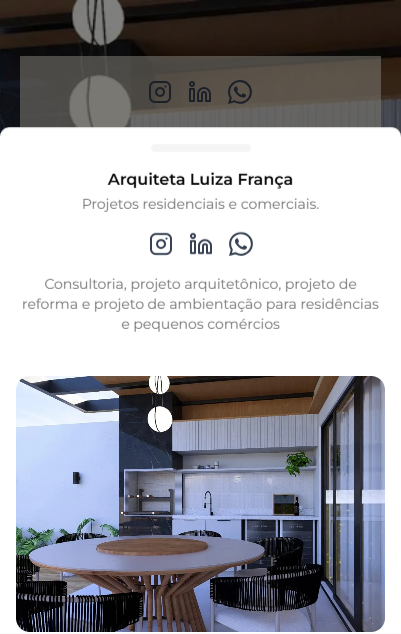 Arquiteta Luiza França
Projetos residenciais e comerciais.
Consultoria, projeto arquitetônico, projeto de
reforma e projeto de ambientação para residências
e pequenos comércios